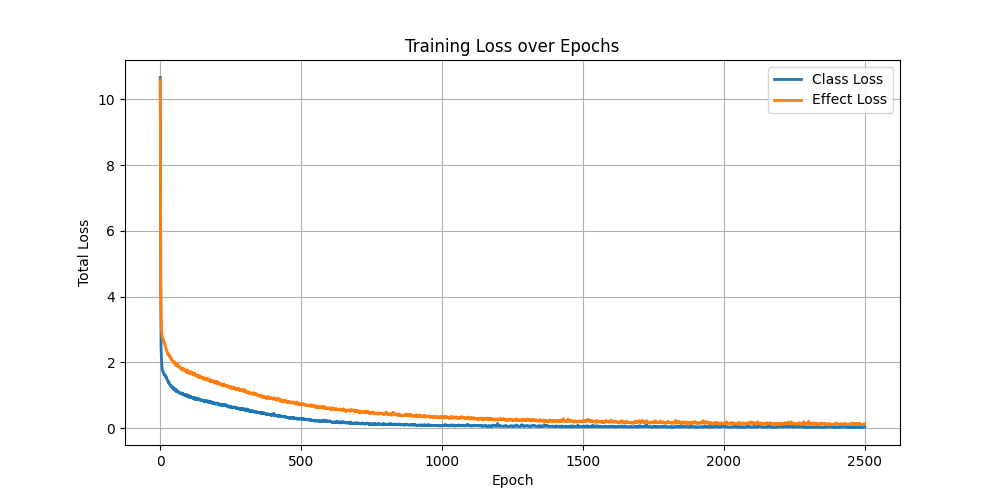 Training Loss over Epochs
Class Loss
Effect Loss
Total Loss
10
8
6
4
2
0
0 500 1000 1500 2000 2500
Epoch